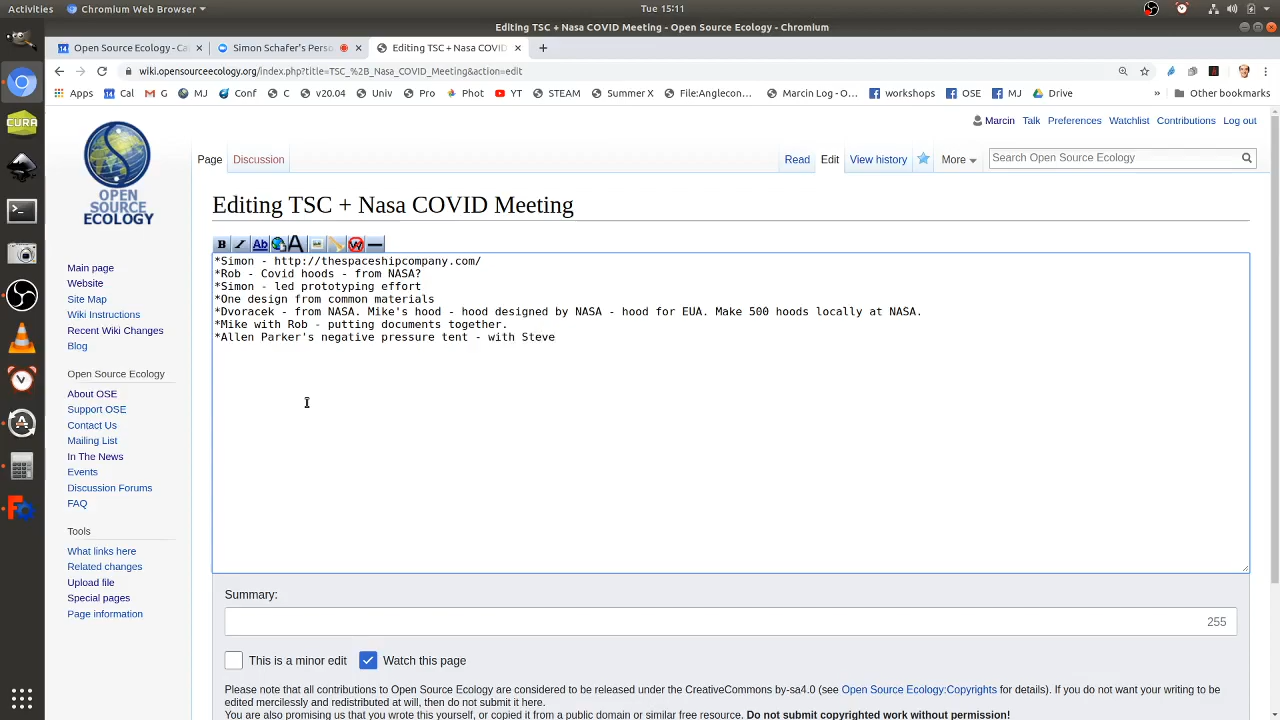 Activities
Chromium Web Browser
Tue 15:11
Editing TSC + Nasa COVID Meeting - Open Source Ecology - Chromium
Open Source Ecology - Ca
Simon Schafer's Perso
Editing TSC + Nasa COVID
wiki.opensourceecology.org/index.php?title=TSC_%2B_Nasa_COVID_Meeting&action=edit
Apps
Cal
G
MJ
Conf
C
v20.04
Univ
Pro
Phot
YT
STEAM
Summer X
File:Anglecon...
Marcin Log - O...
workshops
OSE
MJ
Drive
»
Other bookmarks
Marcin
Talk
Preferences
Watchlist
Contributions
Log out
Page
Discussion
Read
Edit
View history
More
Search Open Source Ecology
OPEN
SOURCE
ECOLOGY
CURA
Editing TSC + Nasa COVID Meeting
B
Ab
A
W
*Simon - http://thespaceshipcompany.com/
*Rob - Covid hoods - from NASA?
*Simon - led prototyping effort
*One design from common materials
*Dvoracek - from NASA. Mike's hood - hood designed by NASA - hood for EUA. Make 500 hoods locally at NASA.
*Mike with Rob - putting documents together.
*Allen Parker's negative pressure tent - with Steve
Main page
Website
Site Map
Wiki Instructions
Recent Wiki Changes
Blog
Open Source Ecology
About OSE
Support OSE
Contact Us
Mailing List
In The News
Events
Discussion Forums
FAQ
Tools
What links here
Related changes
Upload file
Special pages
Page information
Summary:
255
This is a minor edit
Watch this page
Please note that all contributions to Open Source Ecology are considered to be released under the CreativeCommons by-sa4.0 (see Open Source Ecology:Copyrights for details). If you do not want your writing to be
edited mercilessly and redistributed at will, then do not submit it here.
You are also promising us that you wrote this yourself, or copied it from a public domain or similar free resource. Do not submit copyrighted work without permission!